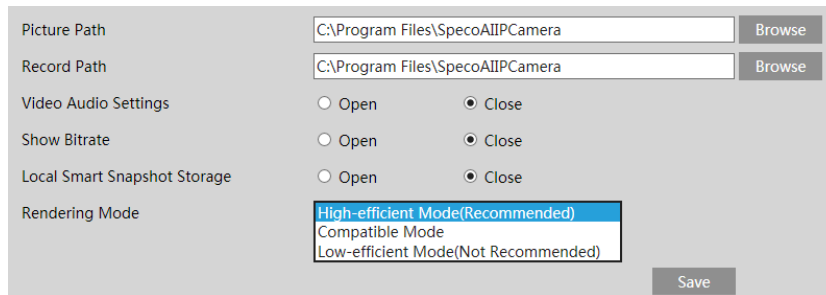 Picture Path C:\Program Files\SpecoAIIPCamera Browse
Record Path C:\Program Files\SpecoAIIPCamera Browse
Video Audio Settings Open Close
Show Bitrate Open Close
Local Smart Snapshot Storage Open Close
Rendering Mode High-efficient Mode(Recommended)
Compatible Mode
Low-efficient Mode(Not Recommended)
Save